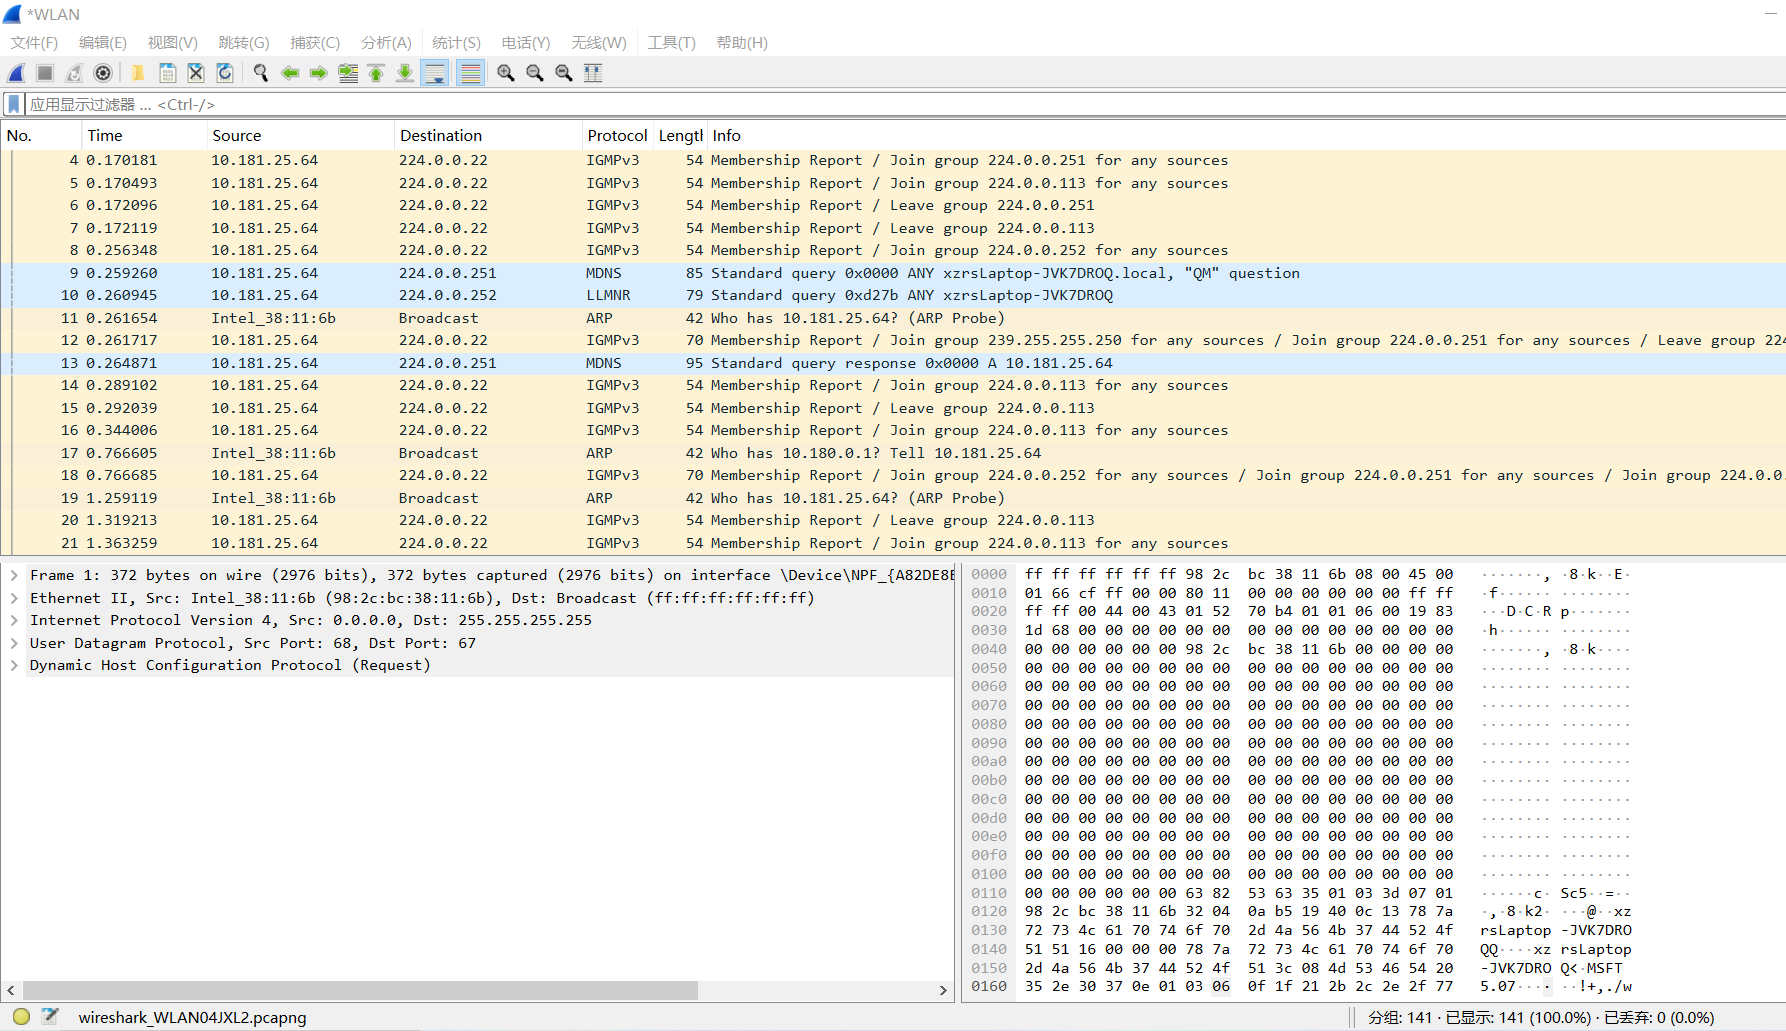 *WLAN
文件(F) 编辑(E) 视图(V) 跳转(G) 捕获(C) 分析(A) 统计(S) 电话(Y) 无线(W) 工具(T) 帮助(H)
应用显示过滤器 … <Ctrl-/>
No. Time Source Destination Protocol Length Info
4 0.170181 10.181.25.64 224.0.0.22 IGMPv3 54 Membership Report / Join group 224.0.0.251 for any sources
5 0.170493 10.181.25.64 224.0.0.22 IGMPv3 54 Membership Report / Join group 224.0.0.113 for any sources
6 0.172096 10.181.25.64 224.0.0.22 IGMPv3 54 Membership Report / Leave group 224.0.0.251
7 0.172119 10.181.25.64 224.0.0.22 IGMPv3 54 Membership Report / Leave group 224.0.0.113
8 0.256348 10.181.25.64 224.0.0.22 IGMPv3 54 Membership Report / Join group 224.0.0.252 for any sources
9 0.259260 10.181.25.64 224.0.0.251 MDNS 85 Standard query 0x0000 ANY xzrsLaptop-JVK7DROQ.local, "QM" question
10 0.260945 10.181.25.64 224.0.0.252 LLMNR 79 Standard query 0xd27b ANY xzrsLaptop-JVK7DROQ
11 0.261654 Intel_38:11:6b Broadcast ARP 42 Who has 10.181.25.64? (ARP Probe)
12 0.261717 10.181.25.64 224.0.0.22 IGMPv3 70 Membership Report / Join group 239.255.255.250 for any sources / Join group 224.0.0.251 for any sources / Leave group 224
13 0.264871 10.181.25.64 224.0.0.251 MDNS 95 Standard query response 0x0000 A 10.181.25.64
14 0.289102 10.181.25.64 224.0.0.22 IGMPv3 54 Membership Report / Join group 224.0.0.113 for any sources
15 0.292039 10.181.25.64 224.0.0.22 IGMPv3 54 Membership Report / Leave group 224.0.0.113
16 0.344006 10.181.25.64 224.0.0.22 IGMPv3 54 Membership Report / Join group 224.0.0.113 for any sources
17 0.766605 Intel_38:11:6b Broadcast ARP 42 Who has 10.180.0.1? Tell 10.181.25.64
18 0.766685 10.181.25.64 224.0.0.22 IGMPv3 70 Membership Report / Join group 224.0.0.252 for any sources / Join group 224.0.0.251 for any sources / Join group 224.0.0.
19 1.259119 Intel_38:11:6b Broadcast ARP 42 Who has 10.181.25.64? (ARP Probe)
20 1.319213 10.181.25.64 224.0.0.22 IGMPv3 54 Membership Report / Leave group 224.0.0.113
21 1.363259 10.181.25.64 224.0.0.22 IGMPv3 54 Membership Report / Join group 224.0.0.113 for any sources
Frame 1: 372 bytes on wire (2976 bits), 372 bytes captured (2976 bits) on interface \Device\NPF_{A82DE8E
Ethernet II, Src: Intel_38:11:6b (98:2c:bc:38:11:6b), Dst: Broadcast (ff:ff:ff:ff:ff:ff)
Internet Protocol Version 4, Src: 0.0.0.0, Dst: 255.255.255.255
User Datagram Protocol, Src Port: 68, Dst Port: 67
Dynamic Host Configuration Protocol (Request)
0000 ff ff ff ff ff ff 98 2c bc 38 11 6b 08 00 45 00 ·······, ·8·k··E·
0010 01 66 cf ff 00 00 80 11 00 00 00 00 00 00 ff ff ·f······ ········
0020 ff ff 00 44 00 43 01 52 70 b4 01 01 06 00 19 83 ···D·C·R p·······
0030 1d 68 00 00 00 00 00 00 00 00 00 00 00 00 00 00 ·h······ ········
0040 00 00 00 00 00 00 98 2c bc 38 11 6b 00 00 00 00 ·······, ·8·k····
0050 00 00 00 00 00 00 00 00 00 00 00 00 00 00 00 00 ········ ········
0060 00 00 00 00 00 00 00 00 00 00 00 00 00 00 00 00 ········ ········
0070 00 00 00 00 00 00 00 00 00 00 00 00 00 00 00 00 ········ ········
0080 00 00 00 00 00 00 00 00 00 00 00 00 00 00 00 00 ········ ········
0090 00 00 00 00 00 00 00 00 00 00 00 00 00 00 00 00 ········ ········
00a0 00 00 00 00 00 00 00 00 00 00 00 00 00 00 00 00 ········ ········
00b0 00 00 00 00 00 00 00 00 00 00 00 00 00 00 00 00 ········ ········
00c0 00 00 00 00 00 00 00 00 00 00 00 00 00 00 00 00 ········ ········
00d0 00 00 00 00 00 00 00 00 00 00 00 00 00 00 00 00 ········ ········
00e0 00 00 00 00 00 00 00 00 00 00 00 00 00 00 00 00 ········ ········
00f0 00 00 00 00 00 00 00 00 00 00 00 00 00 00 00 00 ········ ········
0100 00 00 00 00 00 00 00 00 00 00 00 00 00 00 00 00 ········ ········
0110 00 00 00 00 00 00 63 82 53 63 35 01 03 3d 07 01 ······c· Sc5··=··
0120 98 2c bc 38 11 6b 32 04 0a b5 19 40 0c 13 78 7a ·,·8·k2· ···@··xz
0130 72 73 4c 61 70 74 6f 70 2d 4a 56 4b 37 44 52 4f rsLaptop -JVK7DRO
0140 51 51 16 00 00 00 78 7a 72 73 4c 61 70 74 6f 70 QQ····xz rsLaptop
0150 2d 4a 56 4b 37 44 52 4f 51 3c 08 4d 53 46 54 20 -JVK7DRO Q<·MSFT
0160 35 2e 30 37 0e 01 03 06 0f 1f 21 2b 2c 2e 2f 77 5.07···· ··!+,./w
wireshark_WLAN04JXL2.pcapng 分组: 141 · 已显示: 141 (100.0%) · 已丢弃: 0 (0.0%)